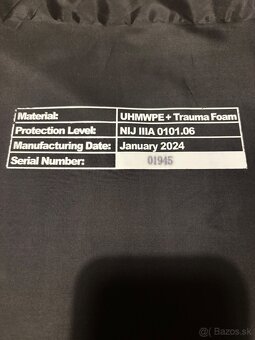 Material: UHMWPE + Trauma Foam
Protection Level: NIJ IIIA 0101.06
Manufacturing Date: January 2024
Serial Number: 01945
© Bazos.sk